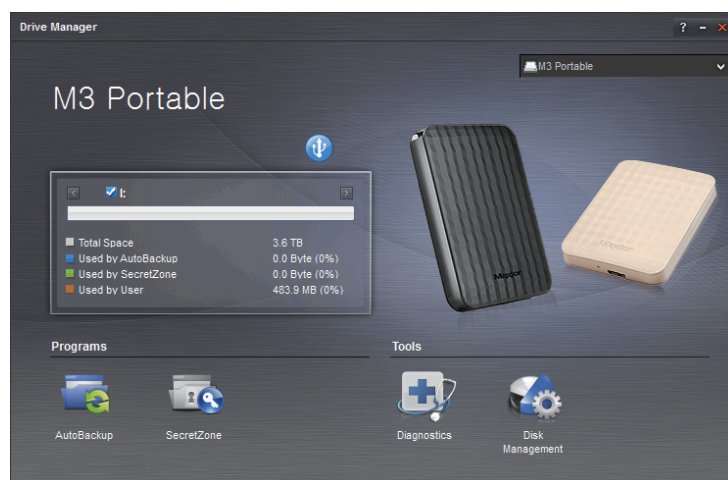 Drive Manager
? - ×
M3 Portable
M3 Portable
I:
Total Space 3.6 TB
Used by AutoBackup 0.0 Byte (0%)
Used by SecretZone 0.0 Byte (0%)
Used by User 483.9 MB (0%)
Maxtor
Maxtor
Programs
Tools
AutoBackup
SecretZone
Diagnostics
Disk
Management